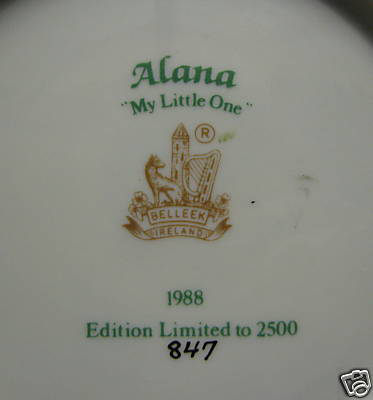 Alana
"My Little One"
®
BELLEEK
IRELAND
1988
Edition Limited to 2500
847